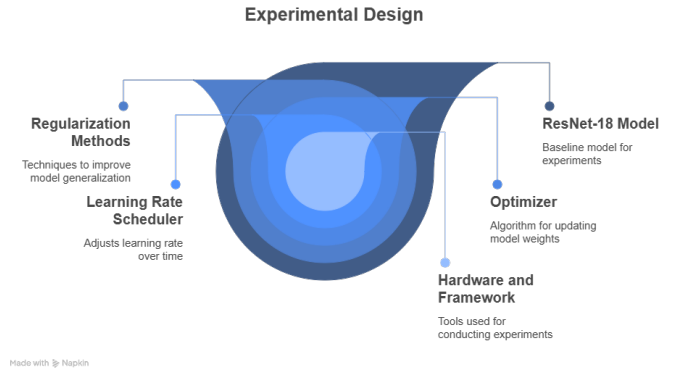 Experimental Design
Regularization
Methods
Techniques to improve
model generalization
Learning Rate
Scheduler
Adjusts learning rate
over time
ResNet-18 Model
Baseline model for
experiments
Optimizer
Algorithm for updating
model weights
Hardware and
Framework
Tools used for
conducting experiments
Made with Napkin